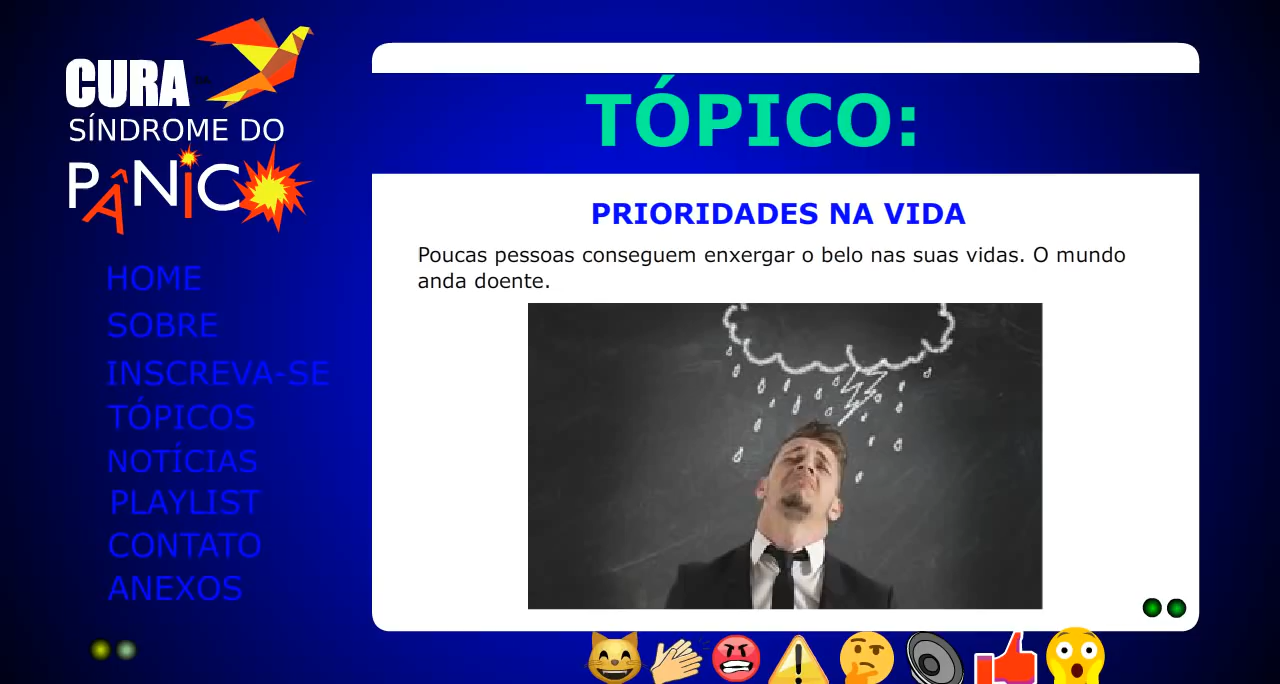 CURA
SÍNDROME DO
PÂNICO
HOME
SOBRE
INSCREVA-SE
TÓPICOS
NOTÍCIAS
PLAYLIST
CONTATO
ANEXOS
TÓPICO:
PRIORIDADES NA VIDA
Poucas pessoas conseguem enxergar o belo nas suas vidas. O mundo
anda doente.